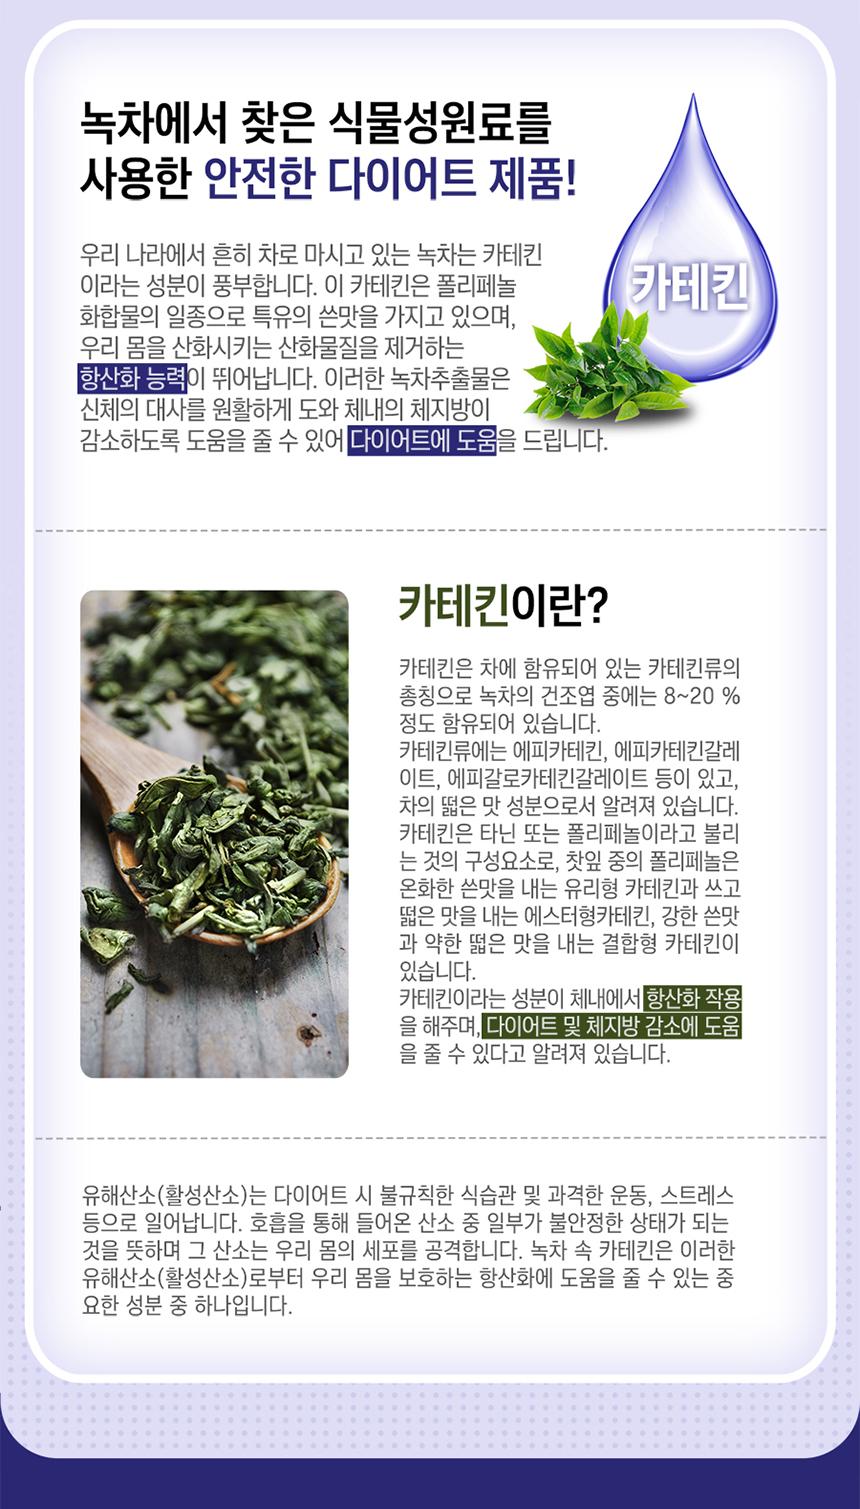 녹차에서 찾은 식물성원료를
사용한 안전한 다이어트 제품!
카테킨
우리 나라에서 흔히 차로 마시고 있는 녹차는 카테킨
이라는 성분이 풍부합니다. 이 카테킨은 폴리페놀
화합물의 일종으로 특유의 쓴맛을 가지고 있으며,
우리 몸을 산화시키는 산화물질을 제거하는
항산화 능력이 뛰어납니다. 이러한 녹차추출물은
신체의 대사를 원활하게 도와 체내의 체지방이
감소하도록 도움을 줄 수 있어 다이어트에 도움을 드립니다.
카테킨이란?
카테킨은 차에 함유되어 있는 카테킨류의
총칭으로 녹차의 건조엽 중에는 8~20 %
정도 함유되어 있습니다.
카테킨류에는 에피카테킨, 에피카테킨갈레
이트, 에피갈로카테킨갈레이트 등이 있고,
차의 떫은 맛 성분으로서 알려져 있습니다.
카테킨은 타닌 또는 폴리페놀이라고 불리
는 것의 구성요소로, 찻잎 중의 폴리페놀은
온화한 쓴맛을 내는 유리형 카테킨과 쓰고
떫은 맛을 내는 에스터형카테킨, 강한 쓴맛
과 약한 떫은 맛을 내는 결합형 카테킨이
있습니다.
카테킨이라는 성분이 체내에서 항산화 작용
을 해주며, 다이어트 및 체지방 감소에 도움
을 줄 수 있다고 알려져 있습니다.
유해산소(활성산소)는 다이어트 시 불규칙한 식습관 및 과격한 운동, 스트레스
등으로 일어납니다. 호흡을 통해 들어온 산소 중 일부가 불안정한 상태가 되는
것을 뜻하며 그 산소는 우리 몸의 세포를 공격합니다. 녹차 속 카테킨은 이러한
유해산소(활성산소)로부터 우리 몸을 보호하는 항산화에 도움을 줄 수 있는 중
요한 성분 중 하나입니다.